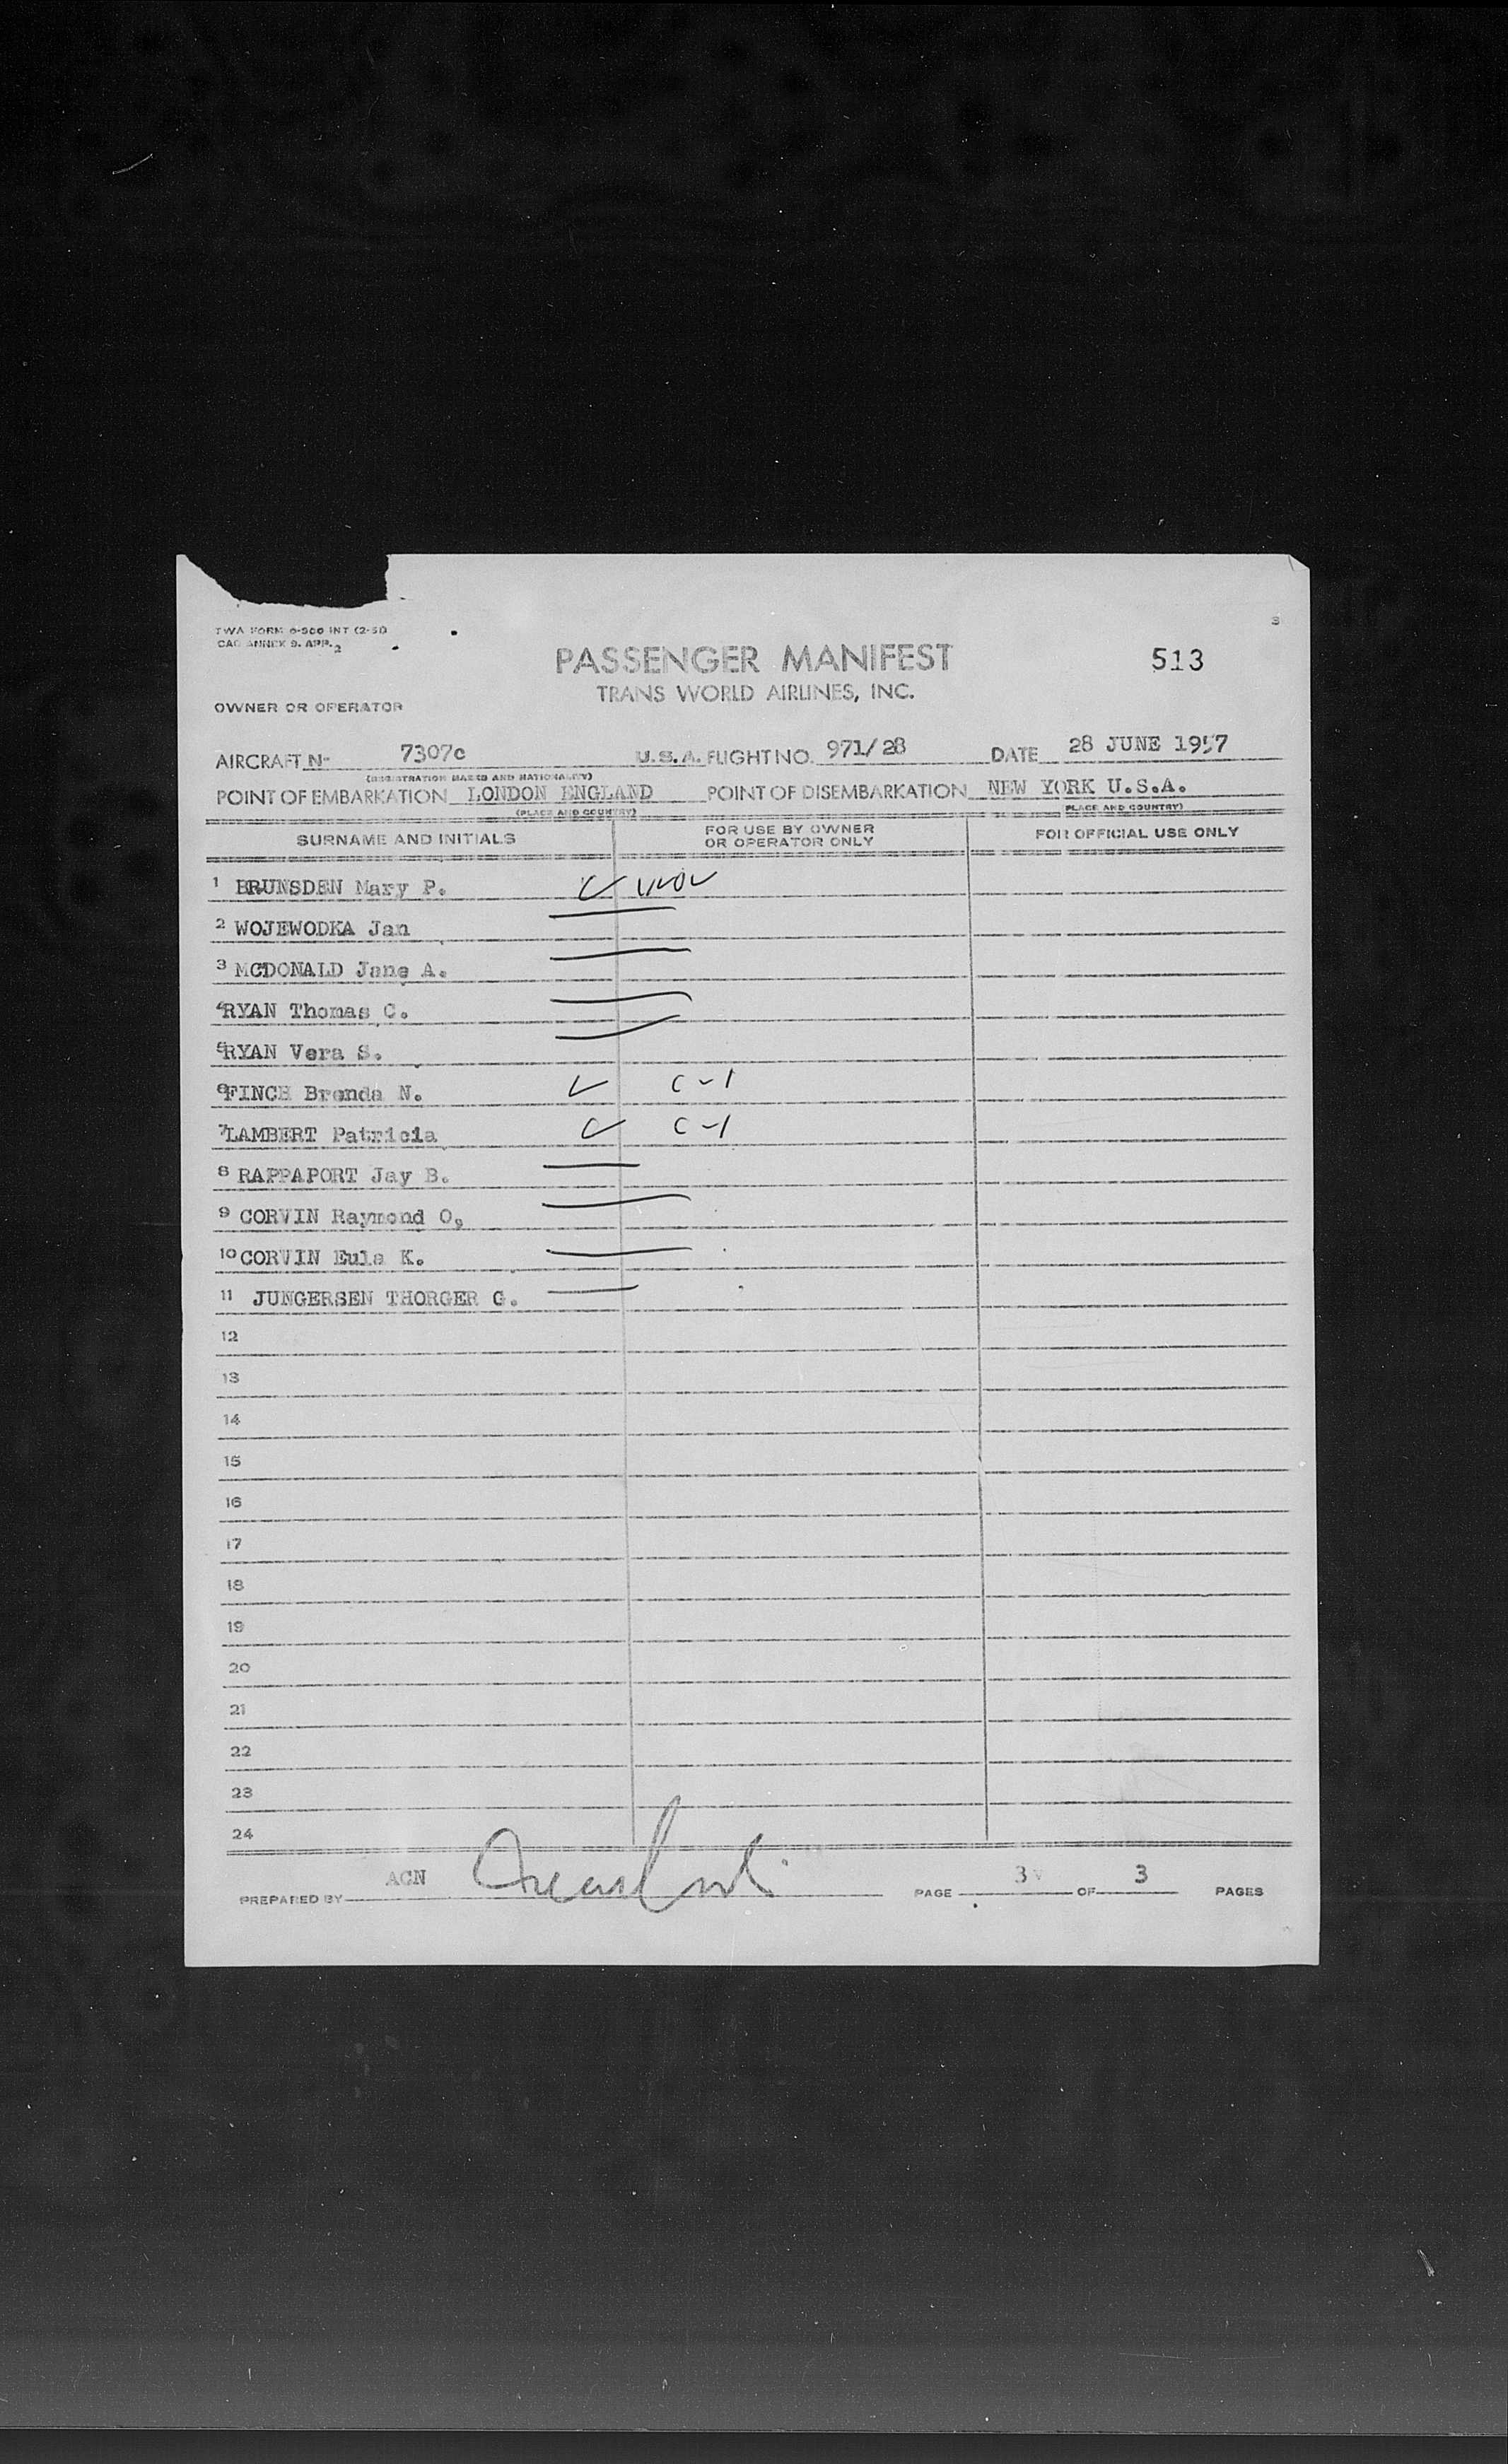 TWA FORM 0-500 INT (2-51)
CAO ANNEX 9. APP. 2
3
PASSENGER MANIFEST
513
TRANS WORLD AIRLINES, INC.
OWNER OR OPERATOR
AIRCRAFT N- 7307c U.S.A. FLIGHT NO. 971/28 DATE 28 JUNE 1957
(REGISTRATION MARKS AND NATIONALITY)
POINT OF EMBARKATION LONDON ENGLAND POINT OF DISEMBARKATION NEW YORK U.S.A.
(PLACE AND COUNTRY) (PLACE AND COUNTRY)
SURNAME AND INITIALS FOR USE BY OWNER OR OPERATOR ONLY FOR OFFICIAL USE ONLY
1 BRUNSDEN Mary P. ✓
2 WOJEWODKA Jan
3 MCDONALD Jane A.
4 RYAN Thomas C.
5 RYAN Vera S.
6 FINCH Brenda N. ✓ C-1
7 LAMBERT Patricia ✓ C-1
8 RAPPAPORT Jay B.
9 CORVIN Raymond O,
10 CORVIN Eula K.
11 JUNGERSEN THORGER G.
12
13
14
15
16
17
18
19
20
21
22
23
24
PREPARED BY ACN PAGE 3 OF 3 PAGES